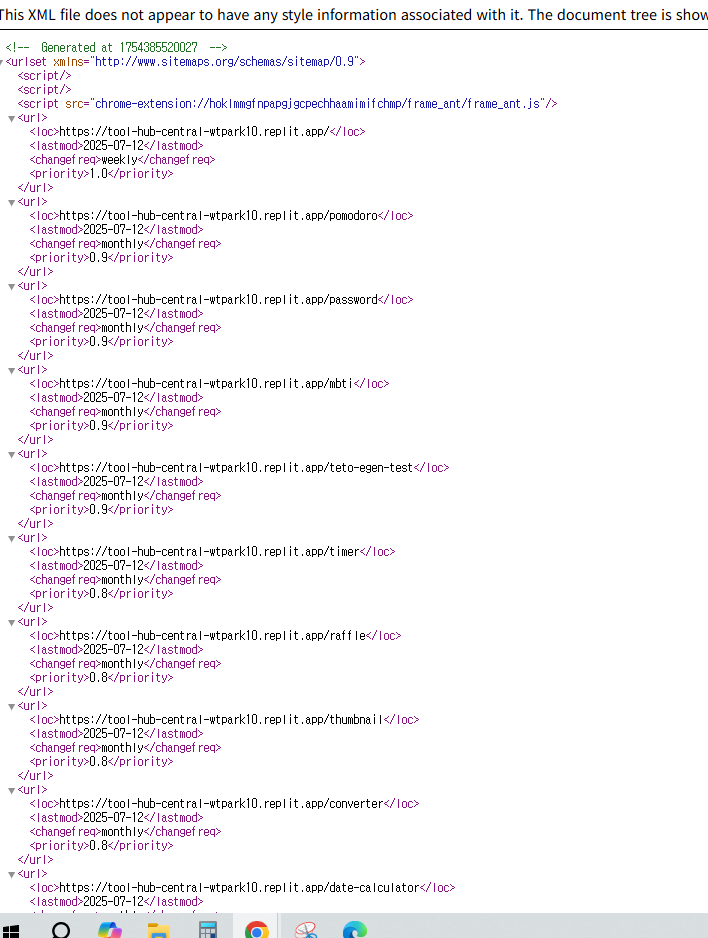 This XML file does not appear to have any style information associated with it. The document tree is show
<!-- Generated at 1754385520027 -->
<urlset xmlns="http://www.sitemaps.org/schemas/sitemap/0.9">
<script/>
<script/>
<script src="chrome-extension://hoklmmgfnpapgjgcpechhaamimifchmp/frame_ant/frame_ant.js"/>
<url>
<loc>https://tool-hub-central-wtpark10.replit.app/</loc>
<lastmod>2025-07-12</lastmod>
<changefreq>weekly</changefreq>
<priority>1.0</priority>
</url>
<url>
<loc>https://tool-hub-central-wtpark10.replit.app/pomodoro</loc>
<lastmod>2025-07-12</lastmod>
<changefreq>monthly</changefreq>
<priority>0.9</priority>
</url>
<url>
<loc>https://tool-hub-central-wtpark10.replit.app/password</loc>
<lastmod>2025-07-12</lastmod>
<changefreq>monthly</changefreq>
<priority>0.9</priority>
</url>
<url>
<loc>https://tool-hub-central-wtpark10.replit.app/mbti</loc>
<lastmod>2025-07-12</lastmod>
<changefreq>monthly</changefreq>
<priority>0.9</priority>
</url>
<url>
<loc>https://tool-hub-central-wtpark10.replit.app/teto-egen-test</loc>
<lastmod>2025-07-12</lastmod>
<changefreq>monthly</changefreq>
<priority>0.9</priority>
</url>
<url>
<loc>https://tool-hub-central-wtpark10.replit.app/timer</loc>
<lastmod>2025-07-12</lastmod>
<changefreq>monthly</changefreq>
<priority>0.8</priority>
</url>
<url>
<loc>https://tool-hub-central-wtpark10.replit.app/raffle</loc>
<lastmod>2025-07-12</lastmod>
<changefreq>monthly</changefreq>
<priority>0.8</priority>
</url>
<url>
<loc>https://tool-hub-central-wtpark10.replit.app/thumbnail</loc>
<lastmod>2025-07-12</lastmod>
<changefreq>monthly</changefreq>
<priority>0.8</priority>
</url>
<url>
<loc>https://tool-hub-central-wtpark10.replit.app/converter</loc>
<lastmod>2025-07-12</lastmod>
<changefreq>monthly</changefreq>
<priority>0.8</priority>
</url>
<url>
<loc>https://tool-hub-central-wtpark10.replit.app/date-calculator</loc>
<lastmod>2025-07-12</lastmod>